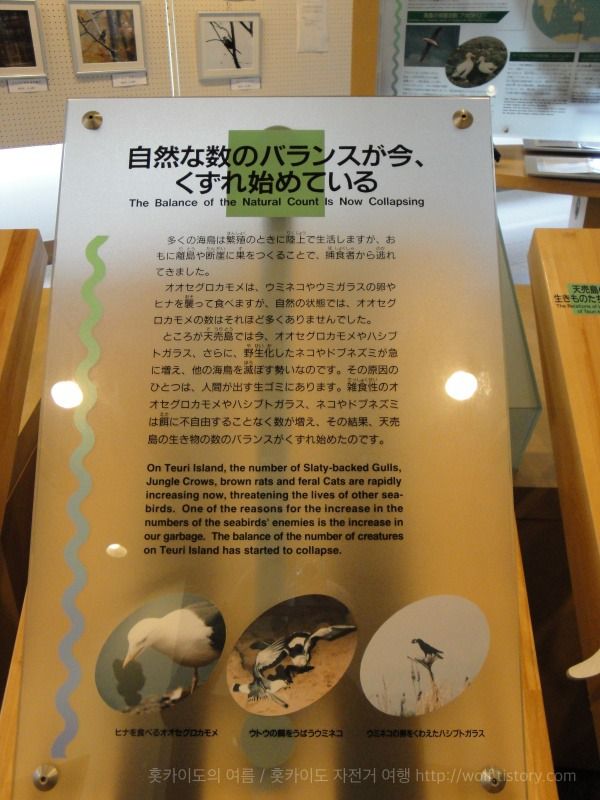 自然な数のバランスが今、
くずれ始めている
The Balance of the Natural Count Is Now Collapsing
多くの海鳥は繁殖のときに陸上で生活しますが、お
もに離島や断崖に巣をつくることで、捕食者から逃れ
てきました。
オオセグロカモメは、ウミネコやウミガラスの卵や
ヒナを襲って食べますが、自然の状態では、オオセグ
ロカモメの数はそれほど多くありませんでした。
ところが天売島では今、オオセグロカモメやハシブ
トガラス、さらに、野生化したネコやドブネズミが急
に増え、他の海鳥を滅ぼす勢いなのです。その原因の
ひとつは、人間が出す生ゴミにあります。雑食性のオ
オセグロカモメやハシブトガラス、ネコやドブネズミ
は餌に不自由することなく数が増え、その結果、天売
島の生き物の数のバランスがくずれ始めたのです。
On Teuri Island, the number of Slaty-backed Gulls,
Jungle Crows, brown rats and feral Cats are rapidly
increasing now, threatening the lives of other sea-
birds. One of the reasons for the increase in the
numbers of the seabirds' enemies is the increase in
our garbage. The balance of the number of creatures
on Teuri Island has started to collapse.
ヒナを食べるオオセグロカモメ
ウトウの餌をうばうウミネコ
ウミネコの卵をくわえたハシブトガラス
天売島の
生きものたち
홋카이도의 여름 / 홋카이도 자전거 여행 http://wolf.tistory.com